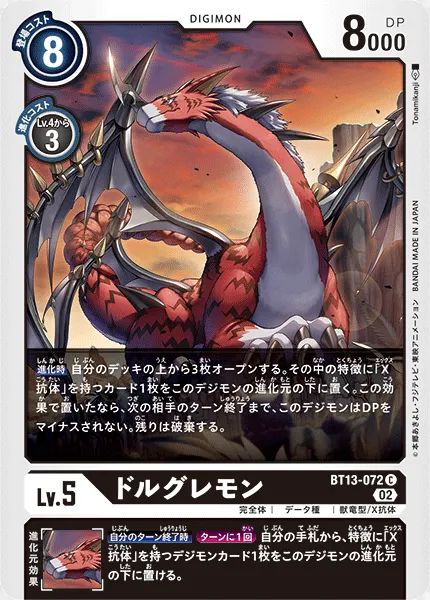 登場コスト
DIGIMON
DP
8
8000
進化コスト
Lv.4から
3
Tonamikanji
BANDAI MADE IN JAPAN
©本郷あきよし・フジテレビ・東映アニメーション
進化時 自分のデッキの上から3枚オープンする。その中の特徴に「X
抗体」を持つカード1枚をこのデジモンの進化元の下に置く。この効
果で置いたなら、次の相手のターン終了まで、このデジモンはDPを
マイナスされない。残りは破棄する。
BT13-072 C
02
Lv.5
ドルグレモン
完全体 データ種 獣竜型/X抗体
進化元効果
自分のターン終了時 ターンに1回 自分の手札から、特徴に「X
抗体」を持つデジモンカード1枚をこのデジモンの進化元
の下に置ける。